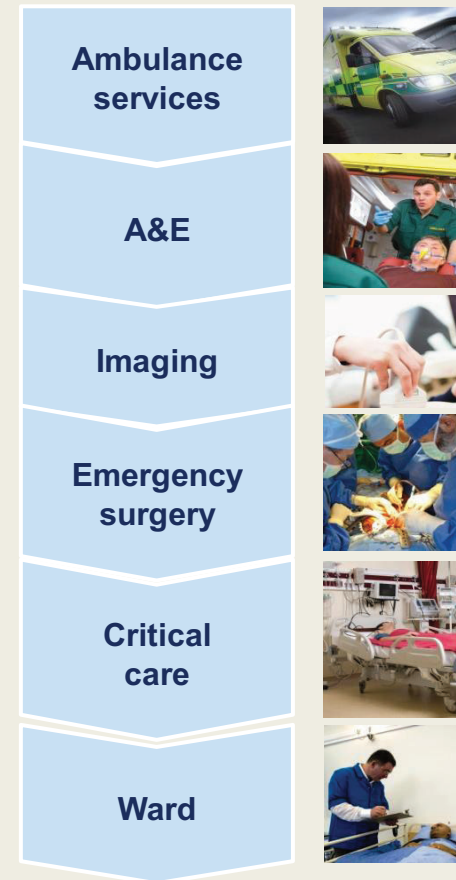 Ambulance
services
A&E
Imaging
Emergency
surgery
Critical
care
Ward